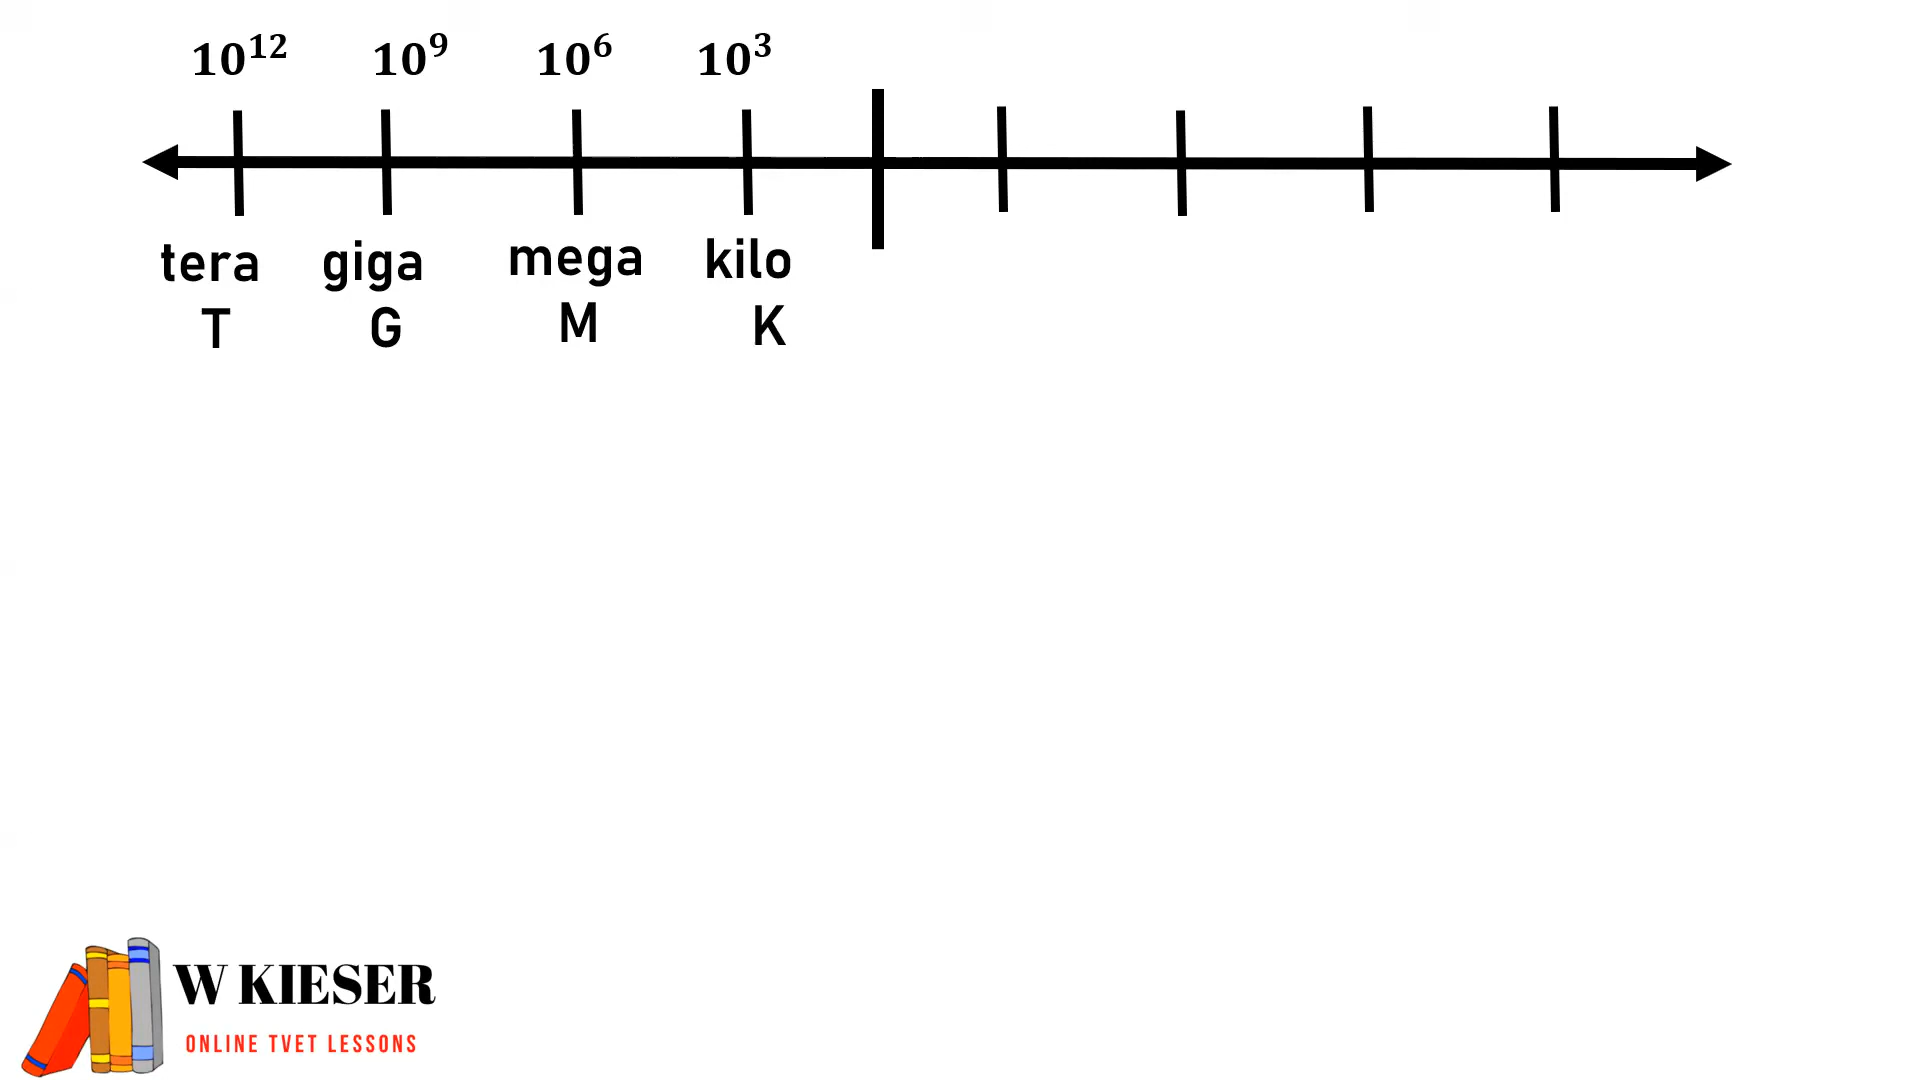 10¹² 10⁹ 10⁶ 10³
tera giga mega kilo
T G M K
W KIESER
ONLINE TVET LESSONS